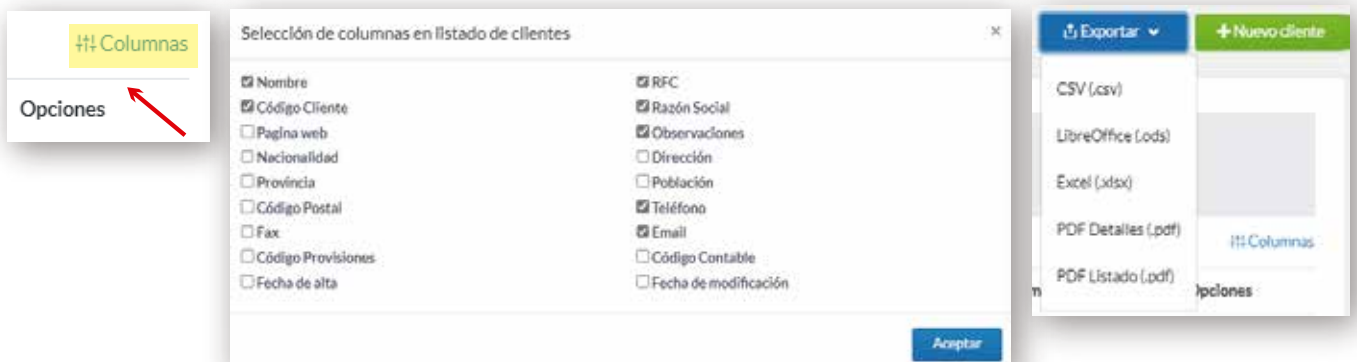 Columnas
Opciones
Selección de columnas en listado de clientes
Nombre
Código Cliente
Pagina web
Nacionalidad
Provincia
Código Postal
Fax
Código Provisiones
Fecha de alta
RFC
Razón Social
Observaciones
Dirección
Población
Teléfono
Email
Código Contable
Fecha de modificación
Aceptar
Exportar
+Nuevo cliente
CSV (.csv)
LibreOffice (.ods)
Excel (.xlsx)
PDF Detalles (.pdf)
PDF Listado (.pdf)
Columnas
pciones